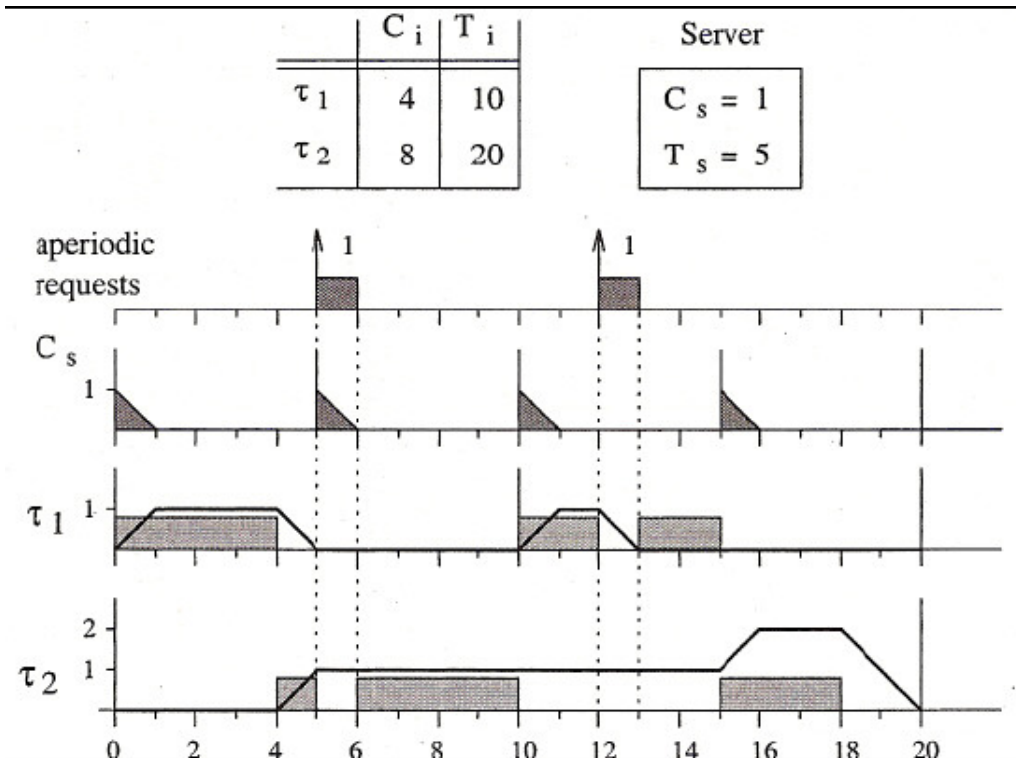 C i T i
τ 1 4 10
τ 2 8 20
Server
C s = 1
T s = 5
aperiodic
requests
1 1
C s
1
τ 1
1
τ 2
2
1
0 2 4 6 8 10 12 14 16 18 20